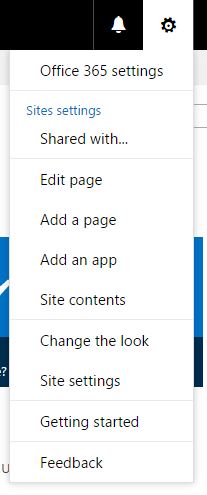 Office 365 settings
Sites settings
Shared with...
Edit page
Add a page
Add an app
Site contents
Change the look
e?
Site settings
Getting started
Feedback
U